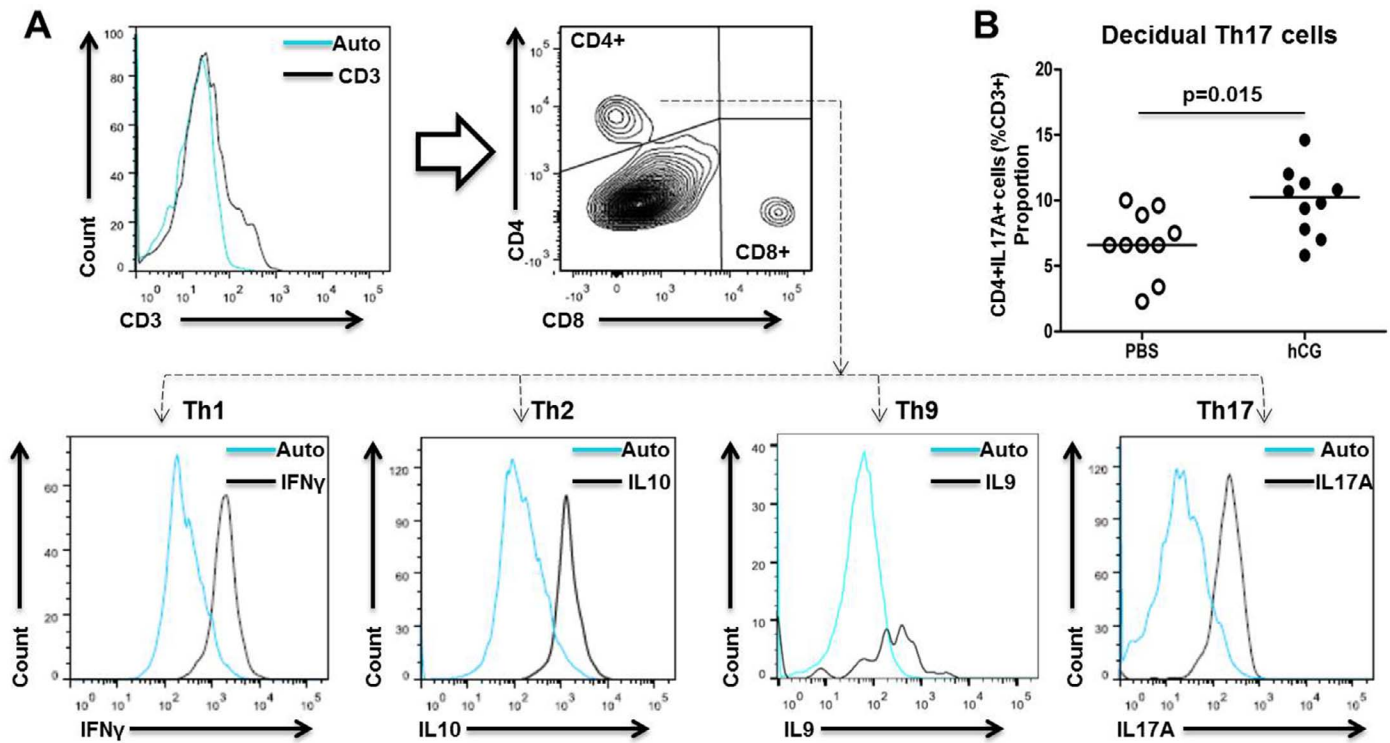 A
100
80
60
40
20
0
Count
Auto
CD3
10^0 10^1 10^2 10^3 10^4 10^5
CD3
CD4+
10^5
10^4
10^3
-10^3
CD4
CD8+
-10^3 0 10^3 10^4 10^5
CD8
B
Decidual Th17 cells
CD4+IL17A+ cells (%CD3+)
Proportion
20
15
10
5
0
p=0.015
PBS hCG
Th1
Auto
IFNγ
60
40
20
0
Count
10^0 10^1 10^2 10^3 10^4 10^5
IFNγ
Th2
Auto
IL10
120
90
60
30
0
Count
10^0 10^1 10^2 10^3 10^4 10^5
IL10
Th9
Auto
IL9
40
30
20
10
0
Count
10^0 10^1 10^2 10^3 10^4 10^5
IL9
Th17
Auto
IL17A
120
90
60
30
0
Count
10^0 10^1 10^2 10^3 10^4 10^5
IL17A